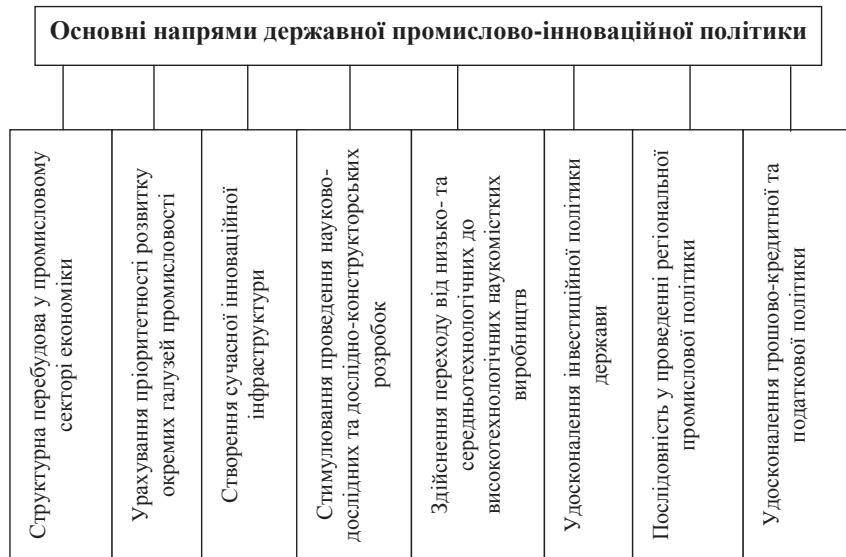 Основні напрями державної промислово-інноваційної політики
Структурна перебудова у промисловому
секторі економіки
Урахування пріоритетності розвитку
окремих галузей промисловості
Створення сучасної інноваційної
інфраструктури
Стимулювання проведення науково-
дослідних та дослідно-конструкторських
розробок
Здійснення переходу від низько- та
середньотехнологічних до
високотехнологічних наукомістких
виробництв
Удосконалення інвестиційної політики
держави
Послідовність у проведенні регіональної
промислової політики
Удосконалення грошово-кредитної та
податкової політики